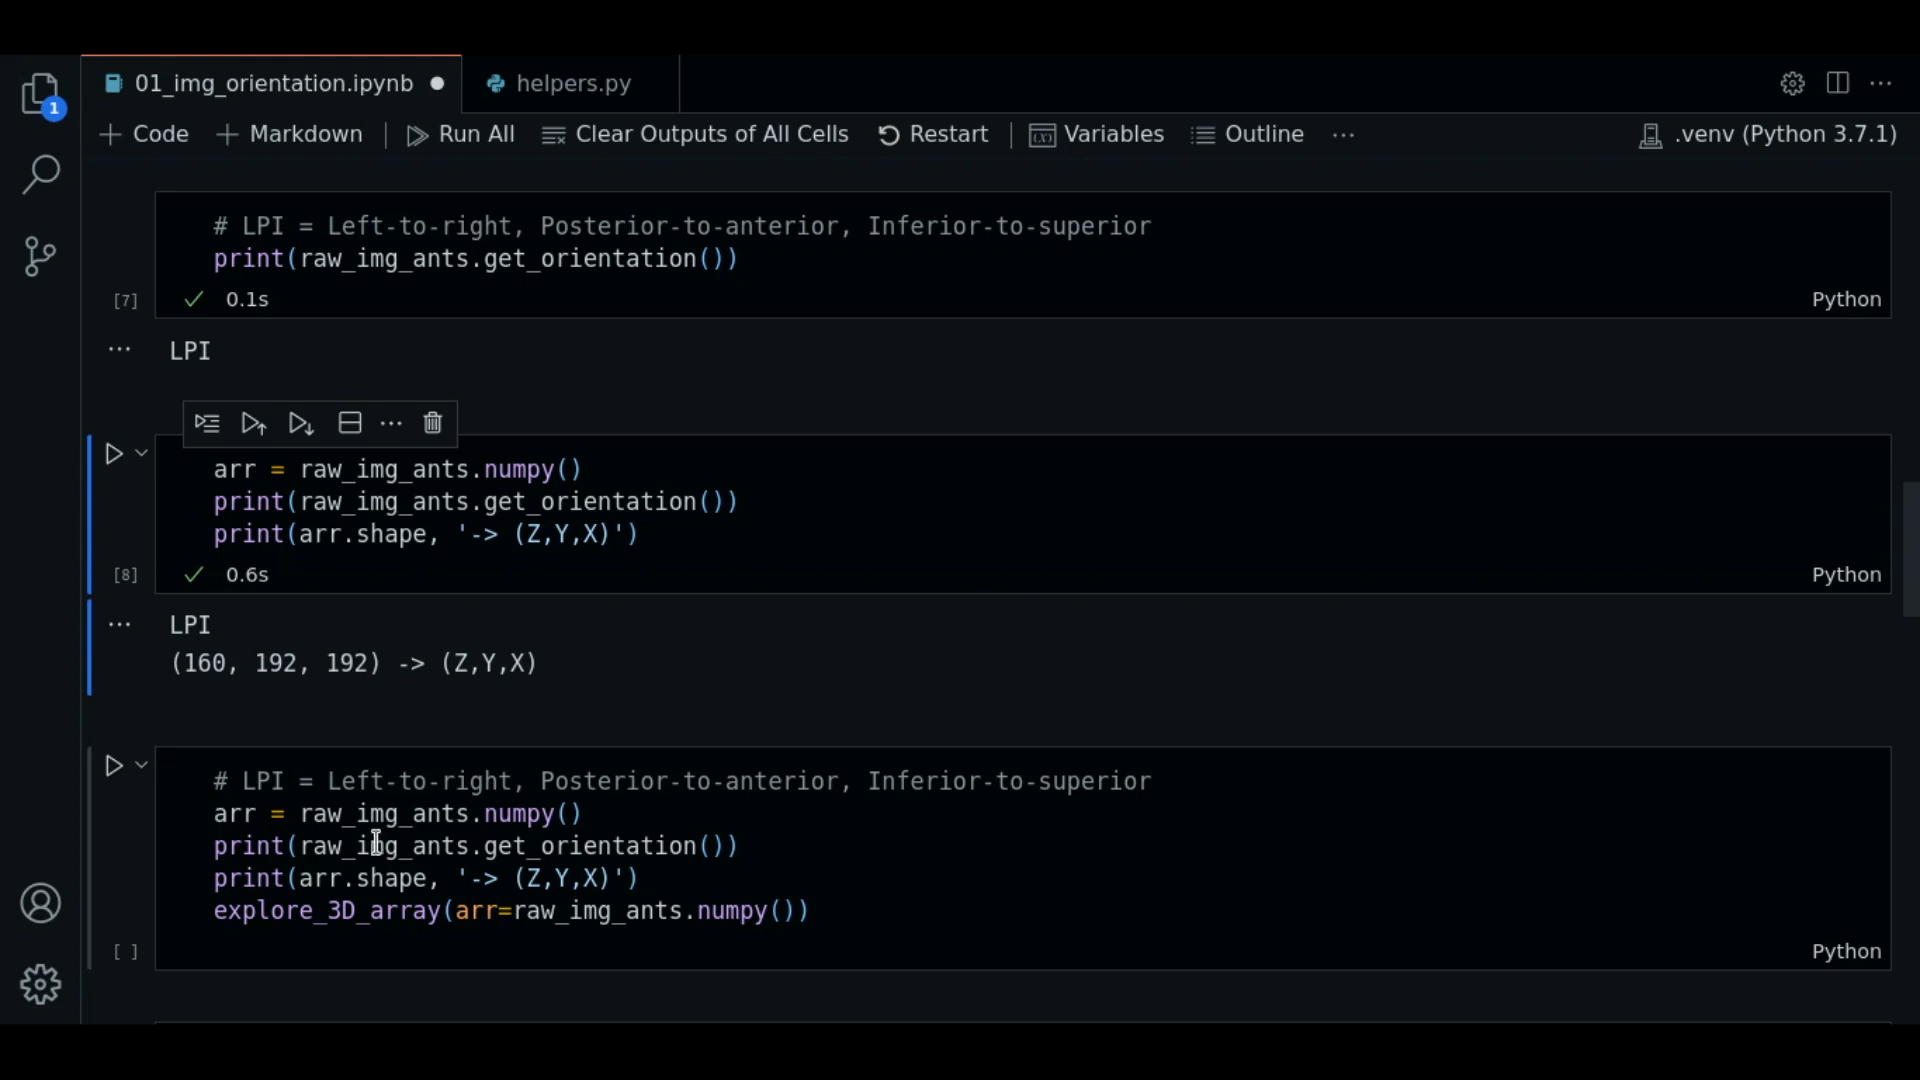 01_img_orientation.ipynb
helpers.py
1
Code
Markdown
Run All
Clear Outputs of All Cells
Restart
Variables
Outline
.venv (Python 3.7.1)
# LPI = Left-to-right, Posterior-to-anterior, Inferior-to-superior
print(raw_img_ants.get_orientation())
[7]
0.1s
Python
LPI
arr = raw_img_ants.numpy()
print(raw_img_ants.get_orientation())
print(arr.shape, '-> (Z,Y,X)')
[8]
0.6s
Python
LPI
(160, 192, 192) -> (Z,Y,X)
# LPI = Left-to-right, Posterior-to-anterior, Inferior-to-superior
arr = raw_img_ants.numpy()
print(raw_img_ants.get_orientation())
print(arr.shape, '-> (Z,Y,X)')
explore_3D_array(arr=raw_img_ants.numpy())
[ ]
Python